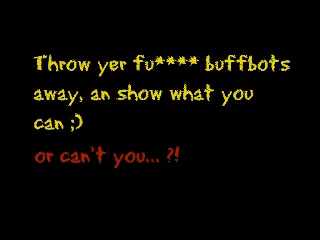 Throw yer fu**** buffbots
away, an show what you
can ;)
or can't you... ?!